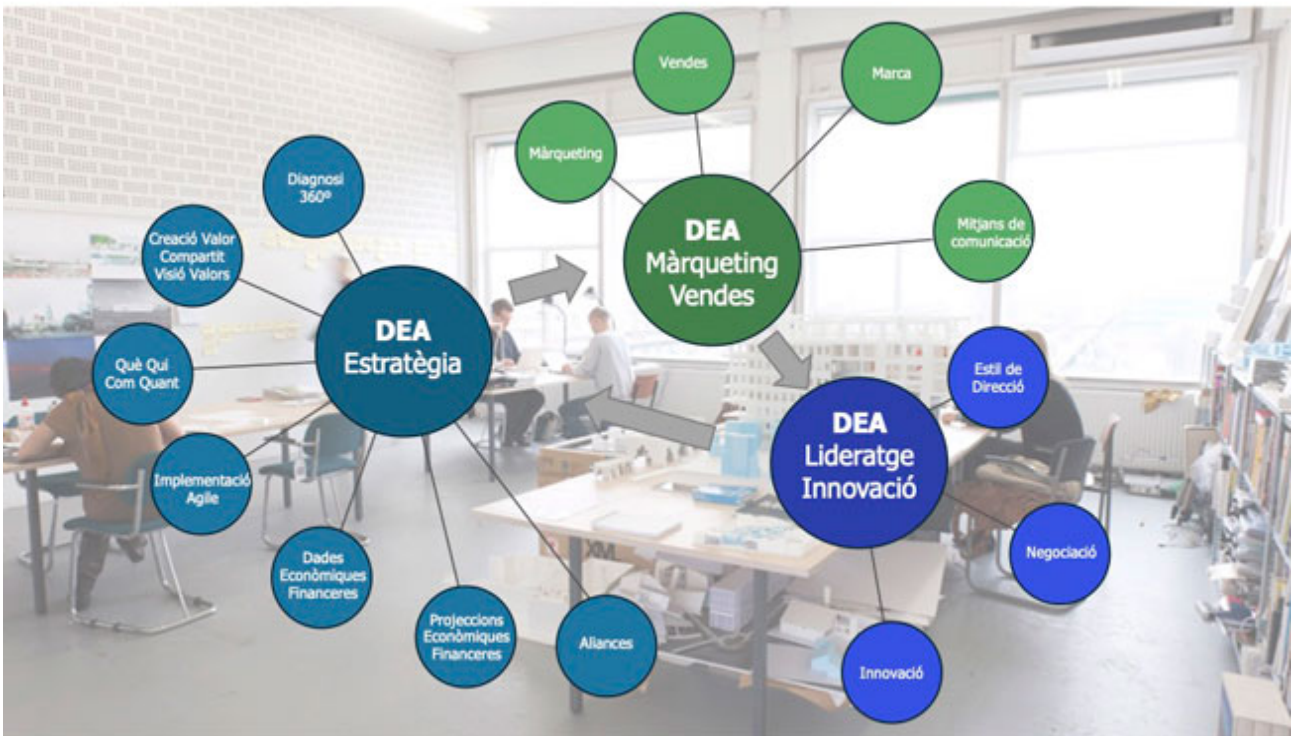 DEA
Estratègia
Diagnosi
360º
Creació Valor
Compartit
Visió Valors
Què Qui
Com Quant
Implementació
Agile
Dades
Econòmiques
Financeres
Projeccions
Econòmiques
Financeres
Aliances
DEA
Màrqueting
Vendes
Màrqueting
Vendes
Marca
Mitjans de
comunicació
DEA
Lideratge
Innovació
Estil de
Direcció
Negociació
Innovació